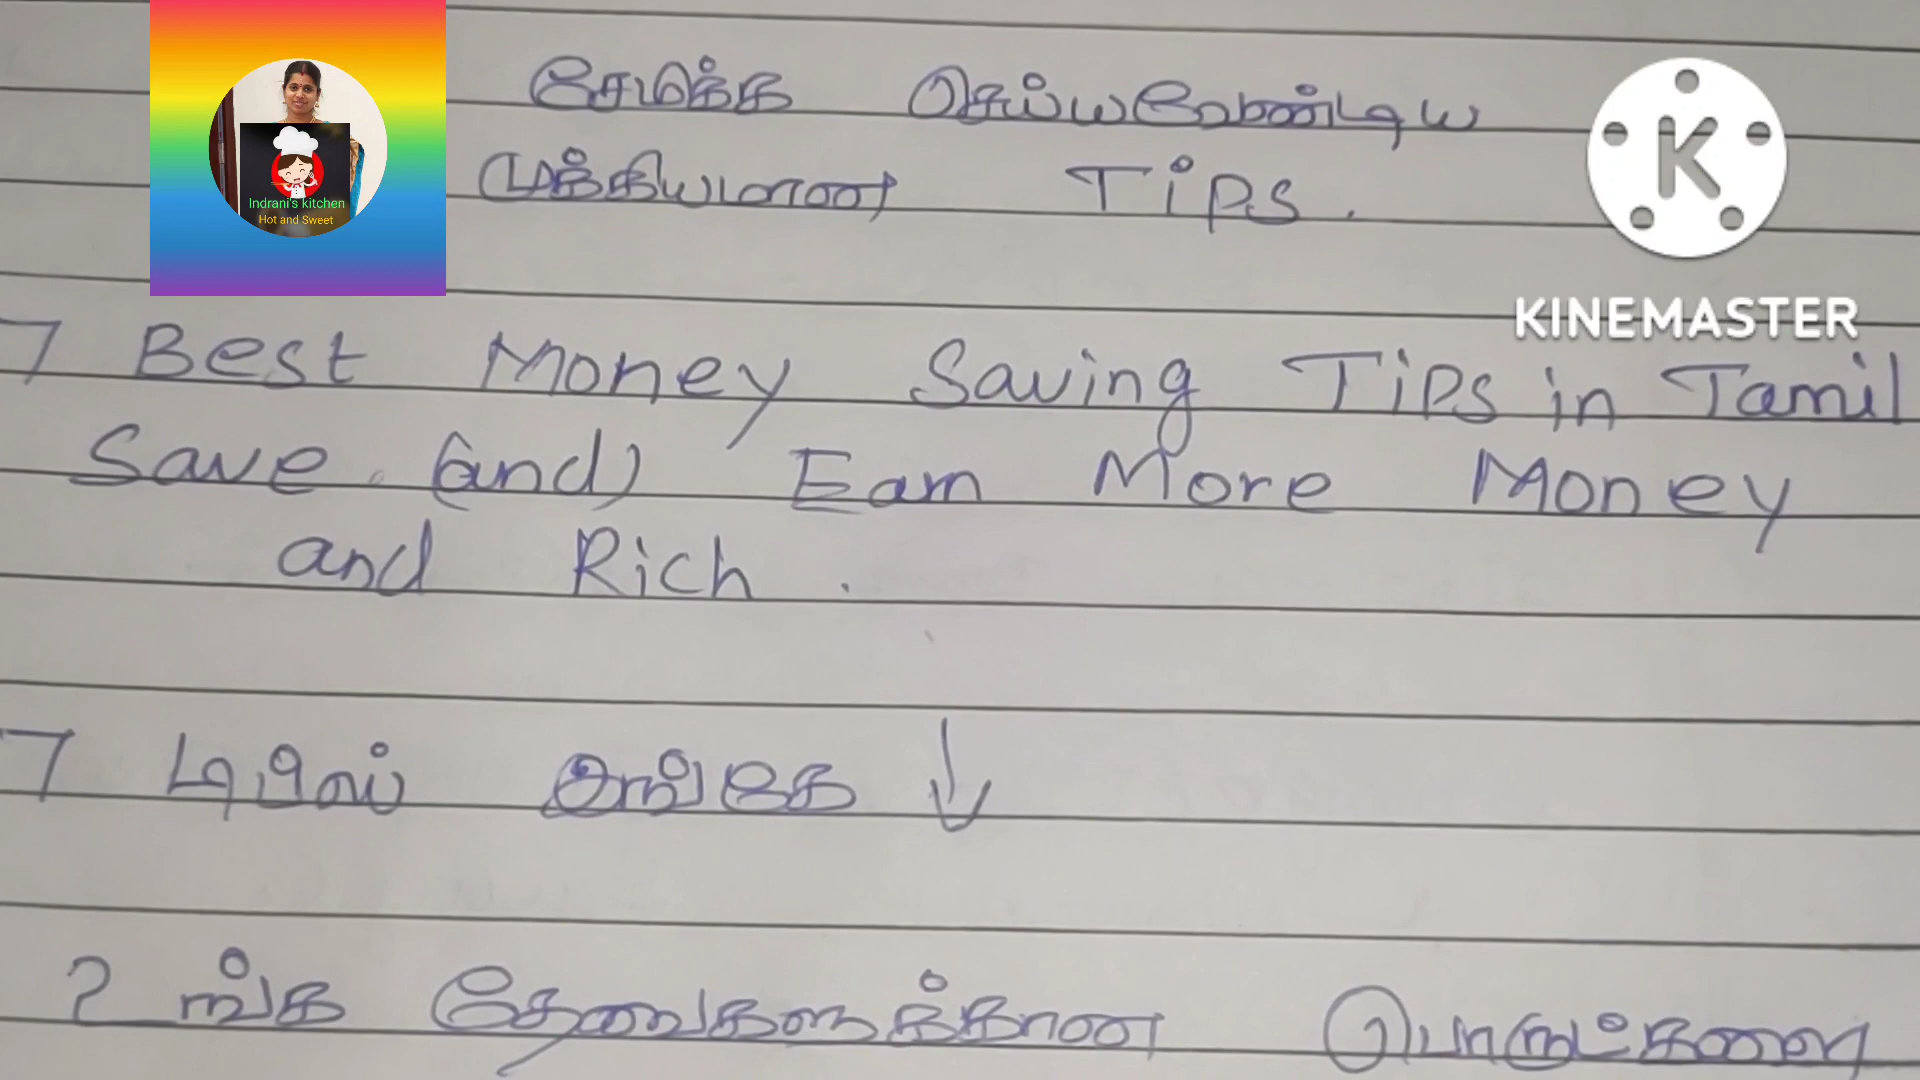 சேமிக்க செய்யவேண்டிய
முக்கியமான Tips.
7 Best Money Saving Tips in Tamil
Save (and) Earn More Money
and Rich.
7 டிப்ஸ் இங்கே ↓
உங்க தேவைகளுக்கான பொருட்களை
Indrani's kitchen
Hot and Sweet
K
KINEMASTER